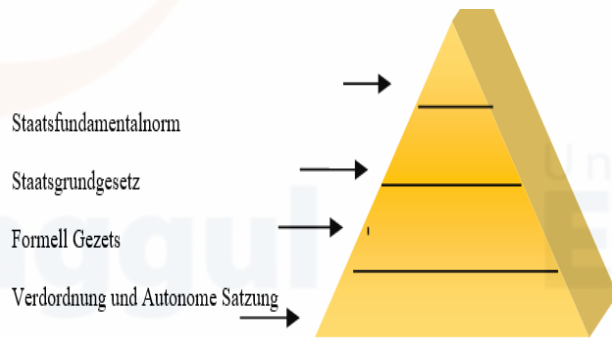 Staatsfundamentalnorm
Staatsgrundgesetz
Formell Gezets
Verdordnung und Autonome Satzung